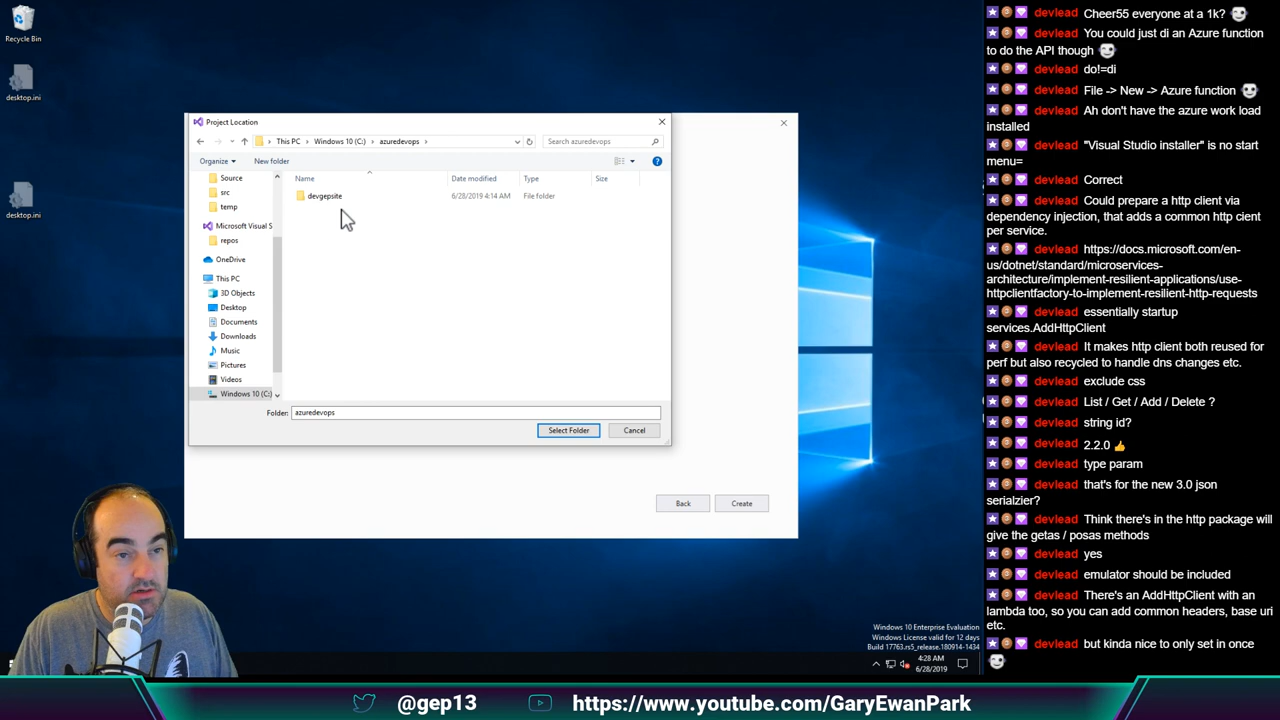 Recycle Bin
desktop.ini
desktop.ini
Project Location
This PC
Windows 10 (C:)
azuredevops
Search azuredevops
Organize
New folder
Name
Date modified
Type
Size
Source
src
temp
Microsoft Visual S
repos
OneDrive
This PC
3D Objects
Desktop
Documents
Downloads
Music
Pictures
Videos
Windows 10 (C:)
devgepsite
6/28/2019 4:14 AM
File folder
Folder:
azuredevops
Select Folder
Cancel
Back
Create
Windows 10 Enterprise Evaluation
Windows License valid for 12 days
Build 17763.rs5_release.180914-1434
4:28 AM
6/28/2019
devlead Cheer55 everyone at a 1k?
devlead You could just di an Azure function
to do the API though
devlead do!=di
devlead File -> New -> Azure function
devlead Ah don't have the azure work load
installed
devlead "Visual Studio installer" is no start
menu=
devlead Correct
devlead Could prepare a http client via
dependency injection, that adds a common http cient
per service.
devlead https://docs.microsoft.com/en-
us/dotnet/standard/microservices-
architecture/implement-resilient-applications/use-
httpclientfactory-to-implement-resilient-http-requests
devlead essentially startup
services.AddHttpClient
devlead It makes http client both reused for
perf but also recycled to handle dns changes etc.
devlead exclude css
devlead List / Get / Add / Delete ?
devlead string id?
devlead 2.2.0 👍
devlead type param
devlead that's for the new 3.0 json
serialzier?
devlead Think there's in the http package will
give the getas / posas methods
devlead yes
devlead emulator should be included
devlead There's an AddHttpClient with an
lambda too, so you can add common headers, base uri
etc.
devlead but kinda nice to only set in once
@gep13
https://www.youtube.com/GaryEwanPark